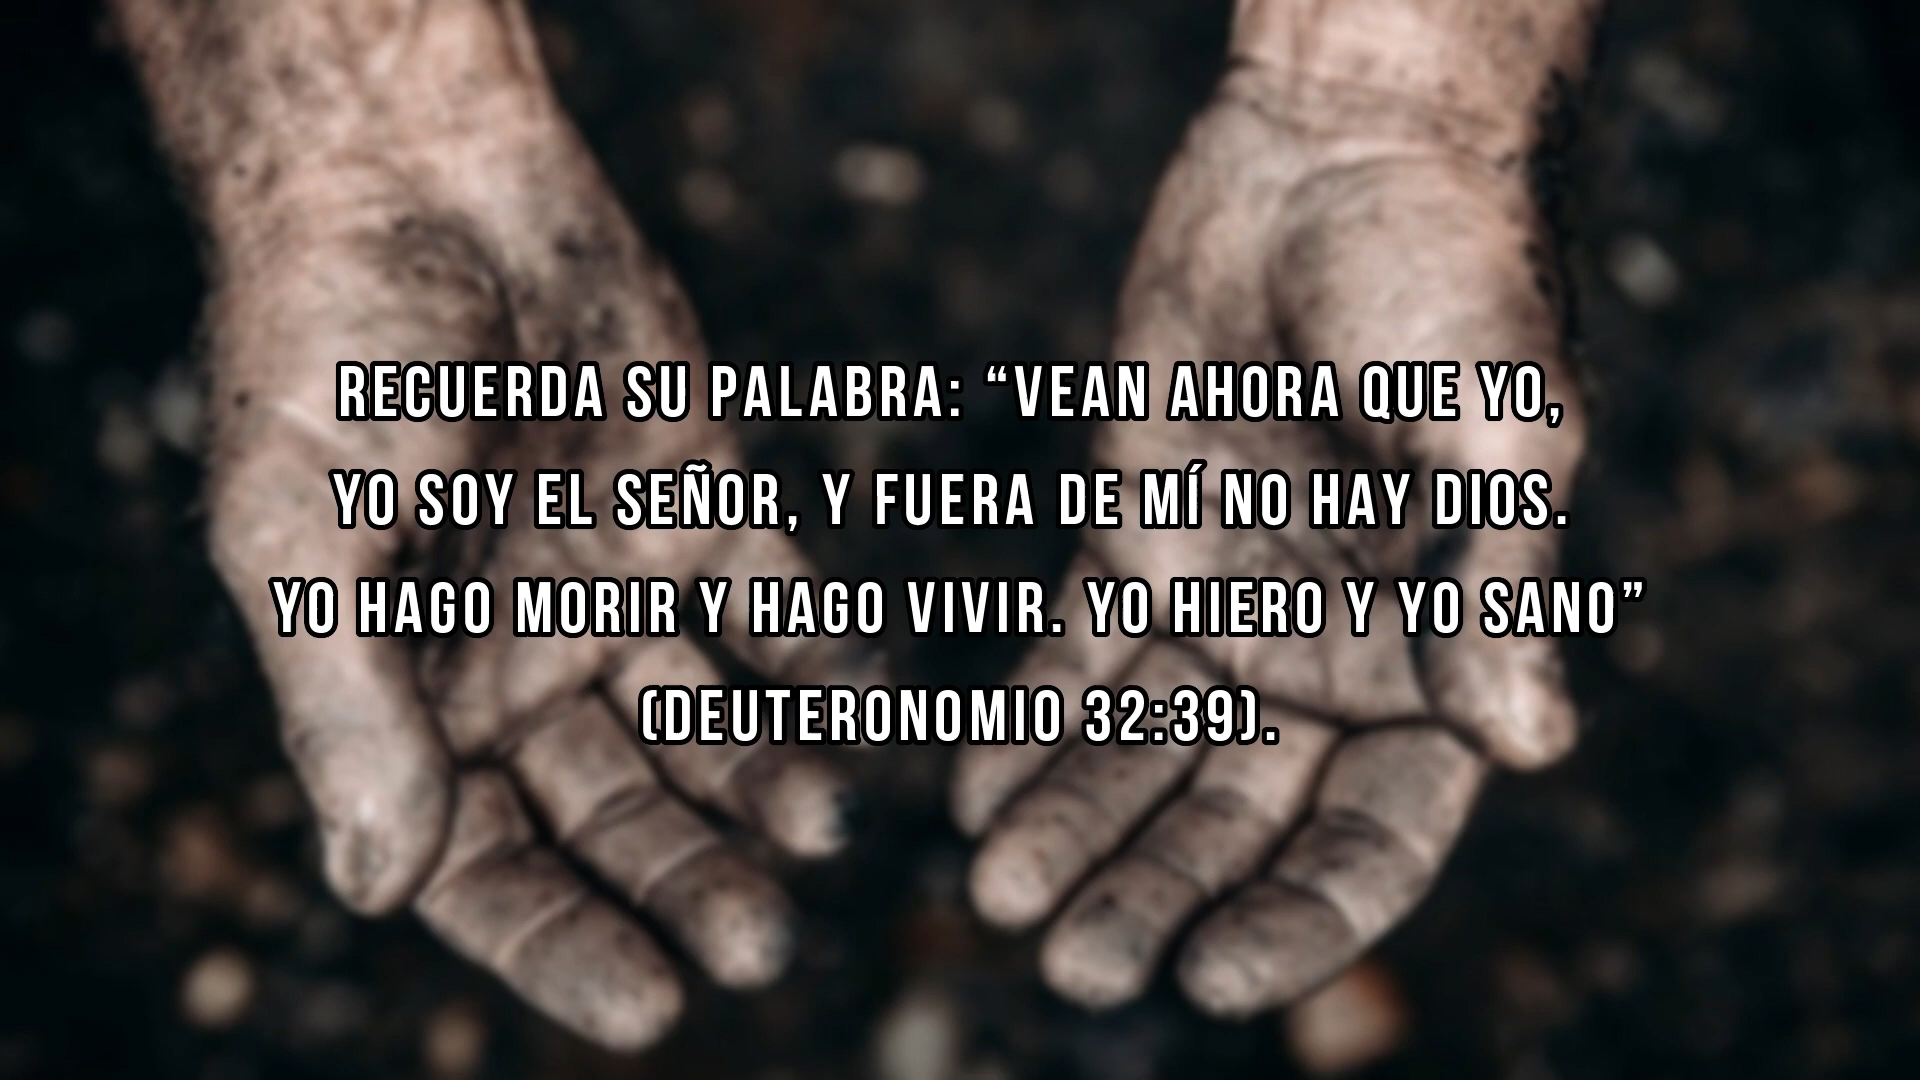 RECUERDA SU PALABRA: “VEAN AHORA QUE YO,
YO SOY EL SEÑOR, Y FUERA DE MÍ NO HAY DIOS.
YO HAGO MORIR Y HAGO VIVIR. YO HIERO Y YO SANO”
(DEUTERONOMIO 32:39).